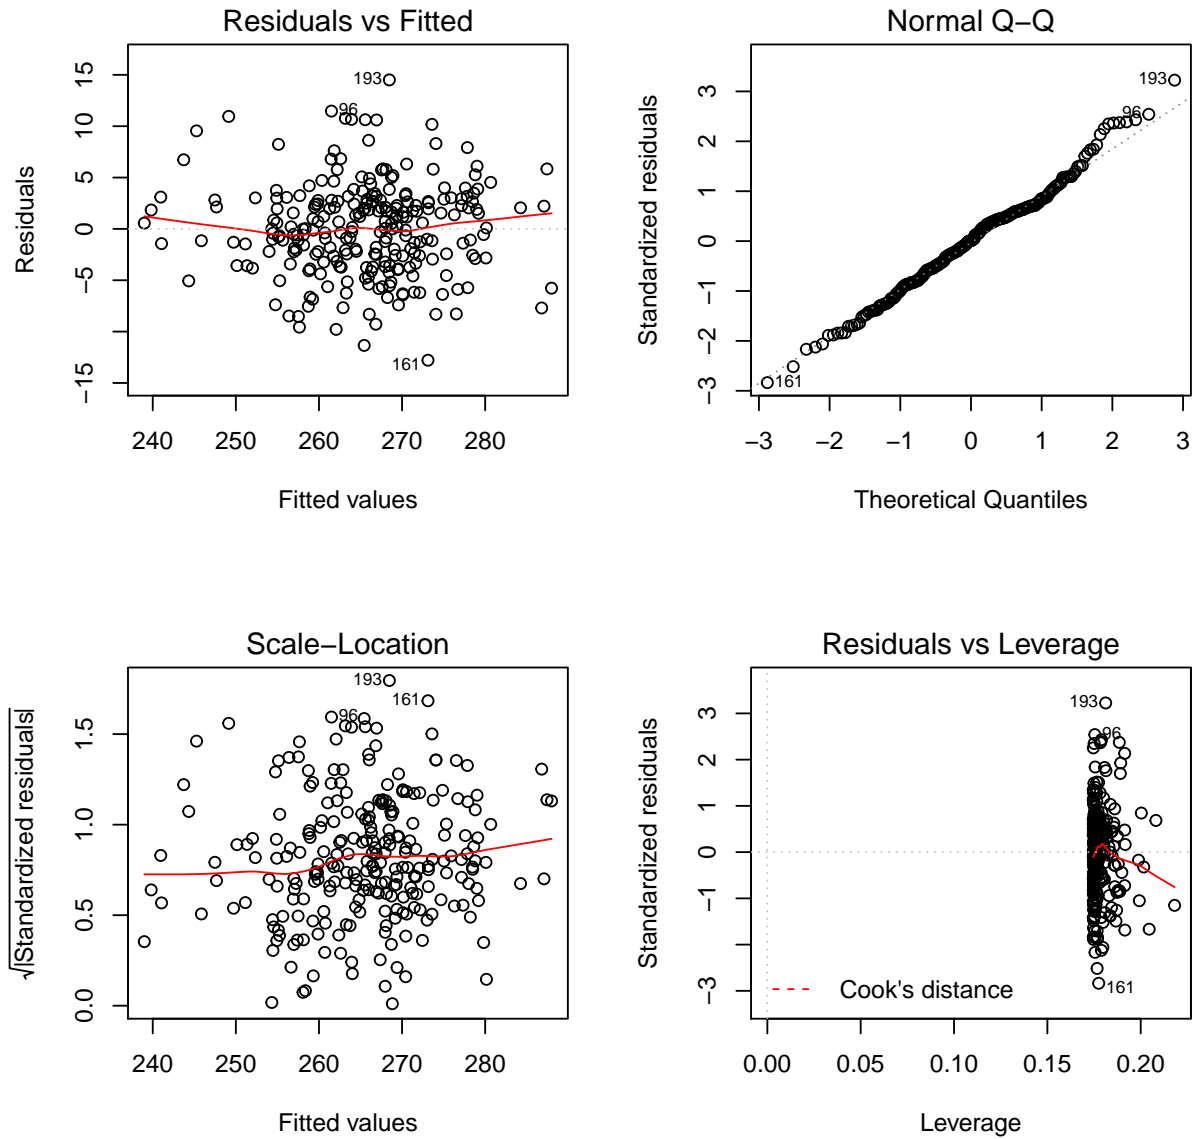 Residuals vs Fitted
Residuals
15
10
5
0
−5
−15
193
96
161
240 250 260 270 280
Fitted values
Normal Q−Q
Standardized residuals
3
2
1
0
−1
−2
−3
193
96
161
−3 −2 −1 0 1 2 3
Theoretical Quantiles
Scale−Location
√|Standardized residuals|
1.5
1.0
0.5
0.0
193
161
96
240 250 260 270 280
Fitted values
Residuals vs Leverage
Standardized residuals
3
2
1
0
−1
−3
193
96
161
Cook's distance
0.00 0.05 0.10 0.15 0.20
Leverage